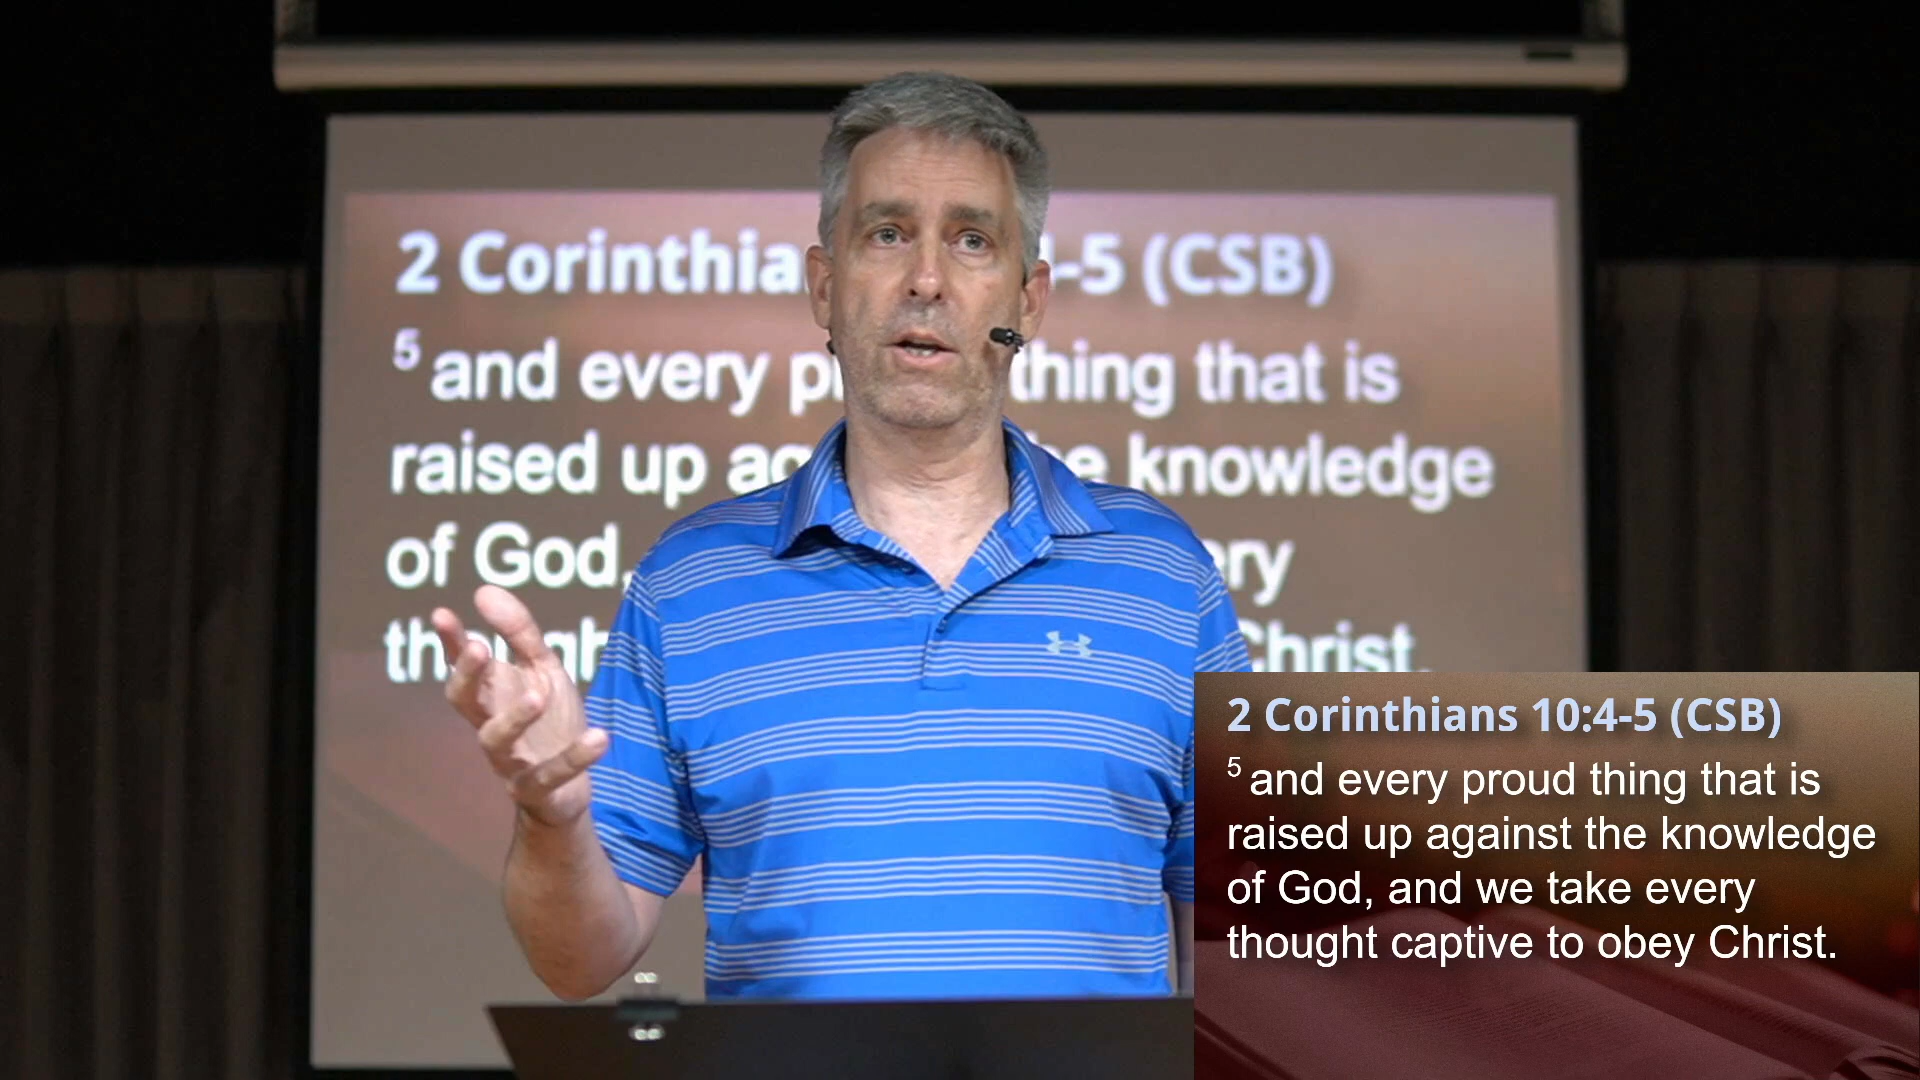 2 Corinthia -5 (CSB)
5 and every thing that is
raised up knowledge
of God,
Christ.
2 Corinthians 10:4-5 (CSB)
5 and every proud thing that is
raised up against the knowledge
of God, and we take every
thought captive to obey Christ.